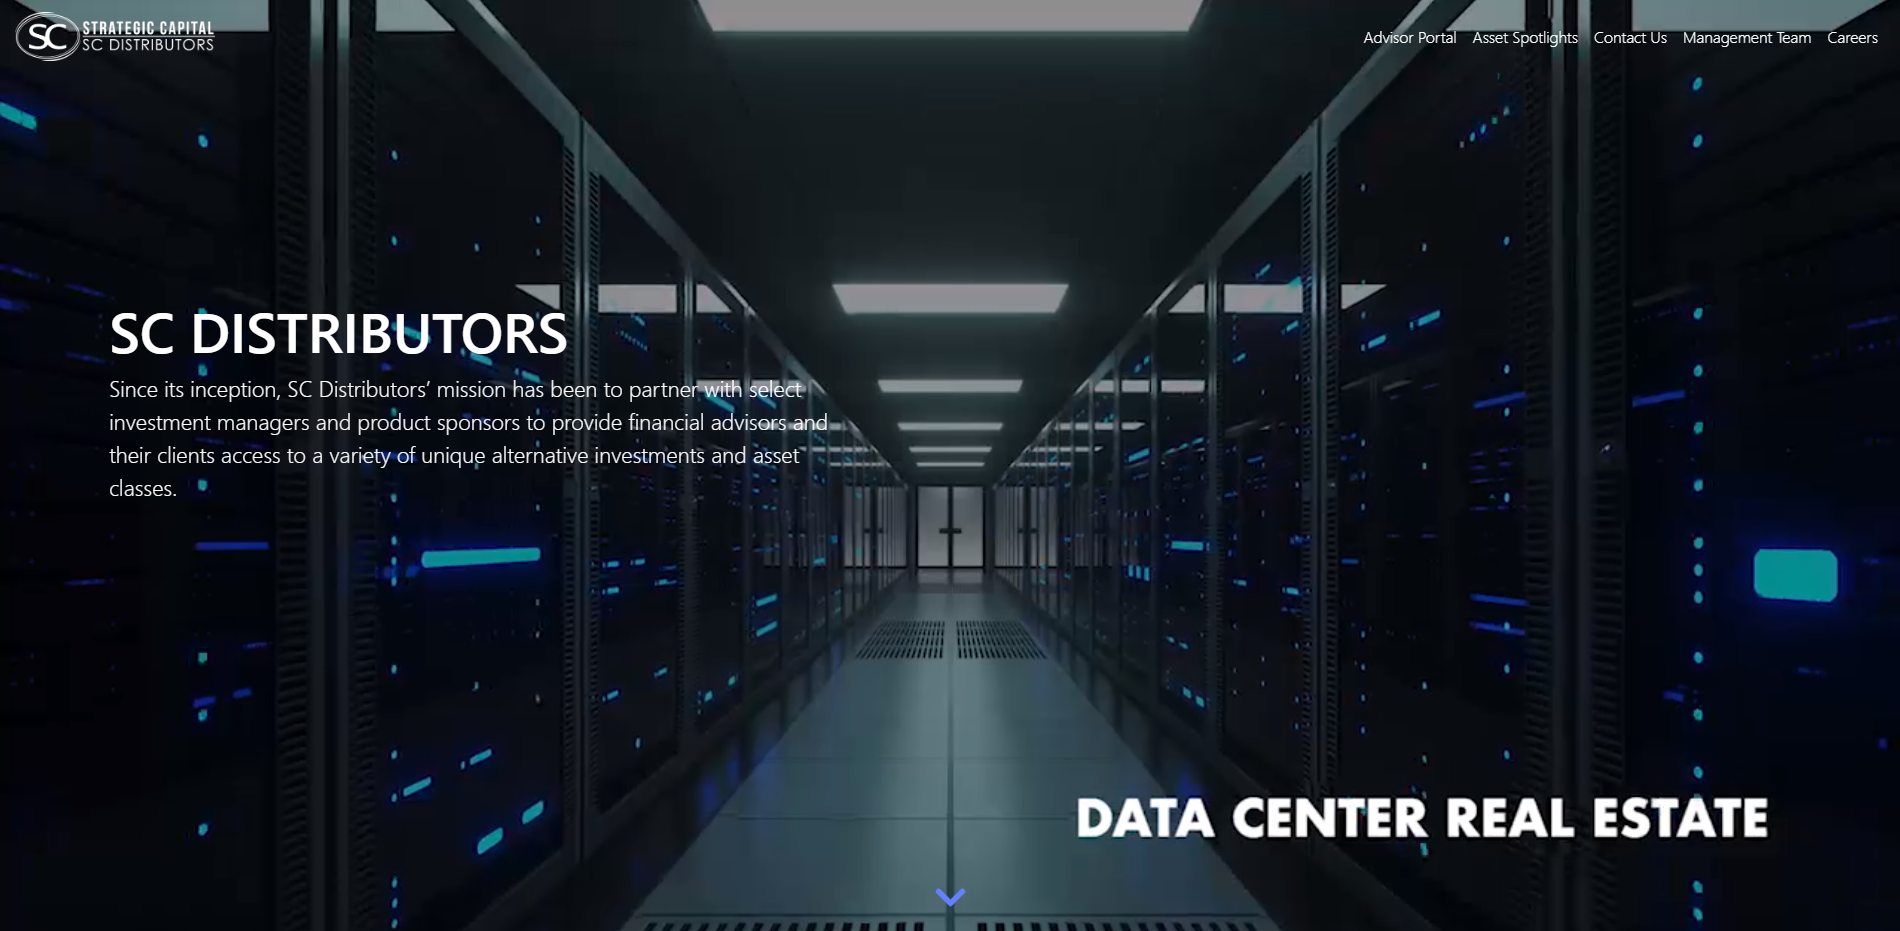 SC
STRATEGIC CAPITAL
SC DISTRIBUTORS
Advisor Portal
Asset Spotlights
Contact Us
Management Team
Careers
SC DISTRIBUTORS
Since its inception, SC Distributors’ mission has been to partner with select
investment managers and product sponsors to provide financial advisors and
their clients access to a variety of unique alternative investments and asset
classes.
DATA CENTER REAL ESTATE